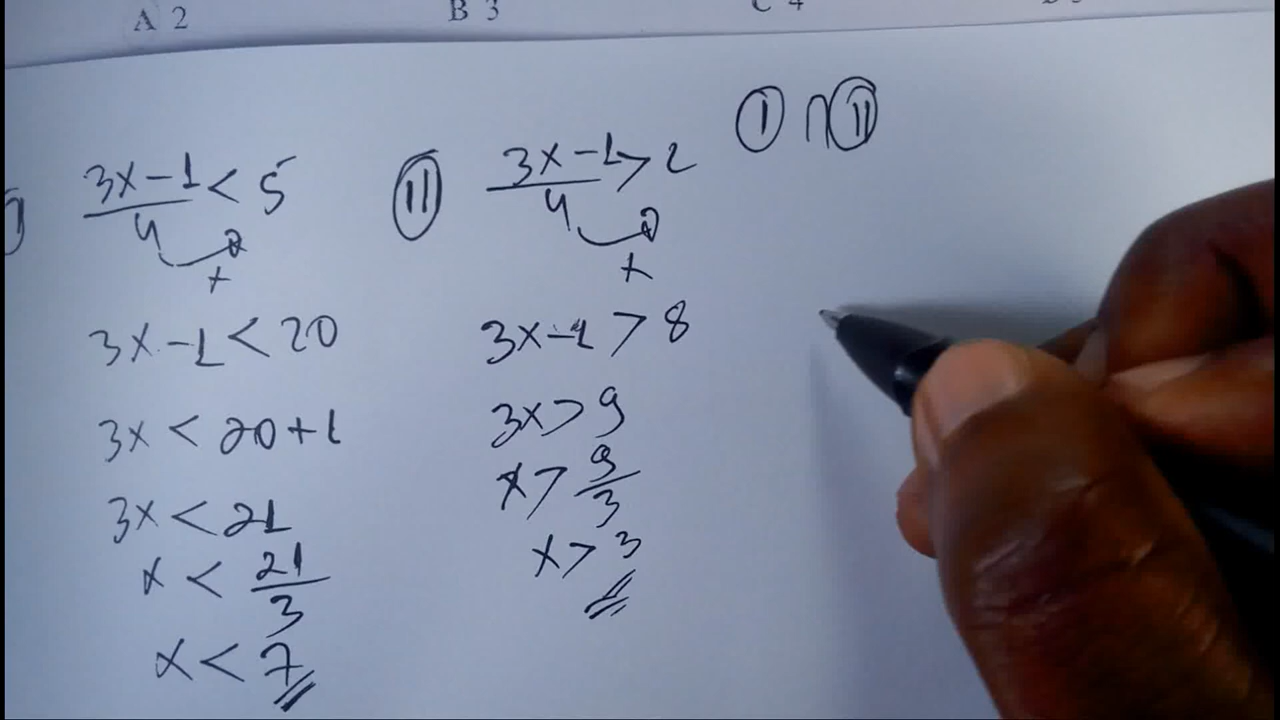 A 2 B 3 C 4
3x-1/4 < 5
x
3x-1 < 20
3x < 20+1
3x < 21
x < 21/3
x < 7
II 3x-1/4 > 2
x
3x-1 > 8
3x > 9
x > 9/3
x > 3
I ∩ II